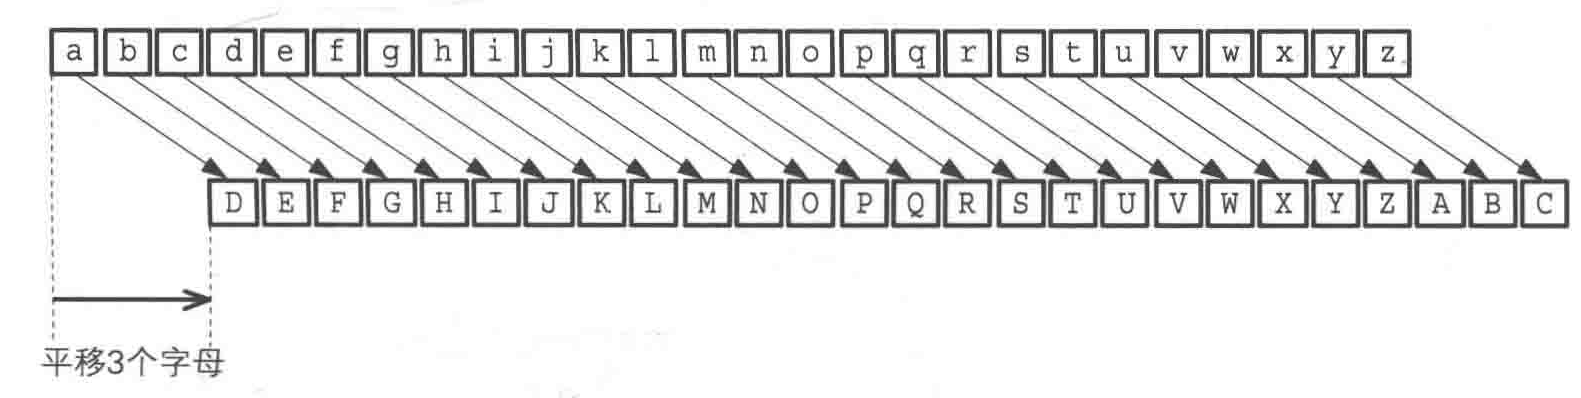 a b c d e f g h i j k l m n o p q r s t u v w x y z
D E F G H I J K L M N O P Q R S T U V W X Y Z A B C
平移3个字母